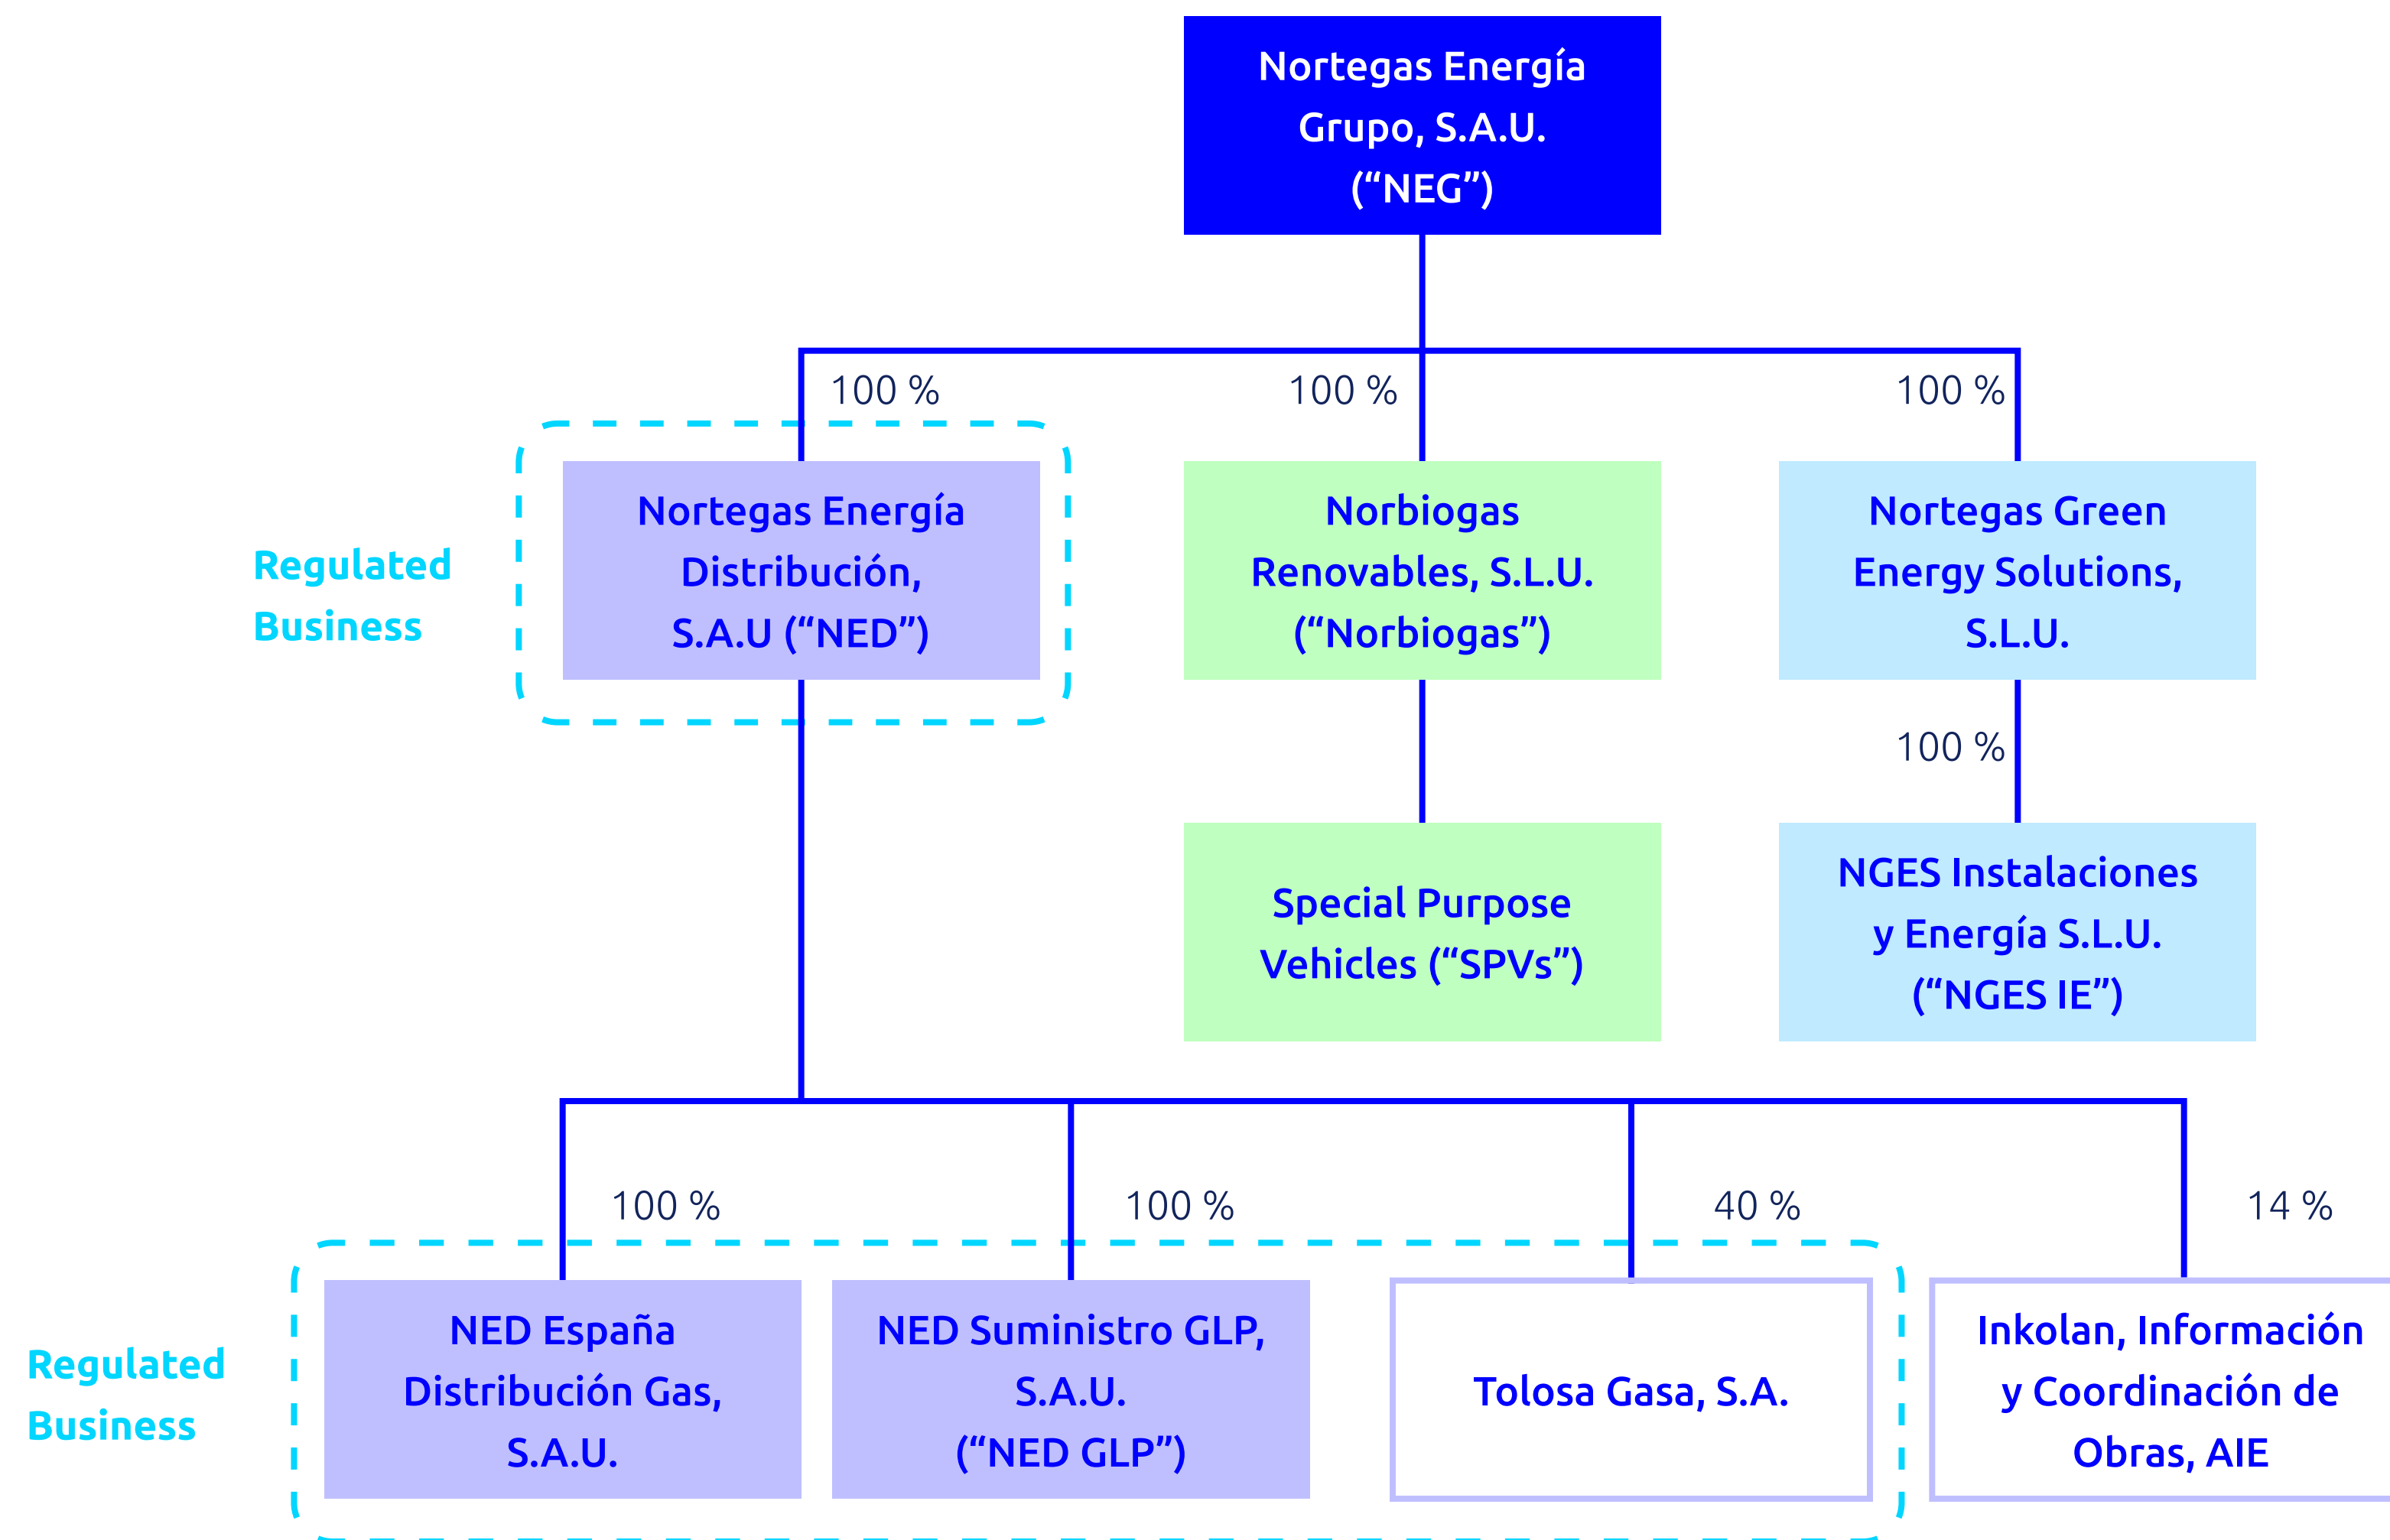 Nortegas Energía
Grupo, S.A.U.
(“NEG”)
100 %
100 %
100 %
Regulated
Business
Nortegas Energía
Distribución,
S.A.U (“NED”)
Norbiogas
Renovables, S.L.U.
(“Norbiogas”)
Nortegas Green
Energy Solutions,
S.L.U.
100 %
Special Purpose
Vehicles (“SPVs”)
NGES Instalaciones
y Energía S.L.U.
(“NGES IE”)
100 %
100 %
40 %
14 %
Regulated
Business
NED España
Distribución Gas,
S.A.U.
NED Suministro GLP,
S.A.U.
(“NED GLP”)
Tolosa Gasa, S.A.
Inkolan, Información
y Coordinación de
Obras, AIE